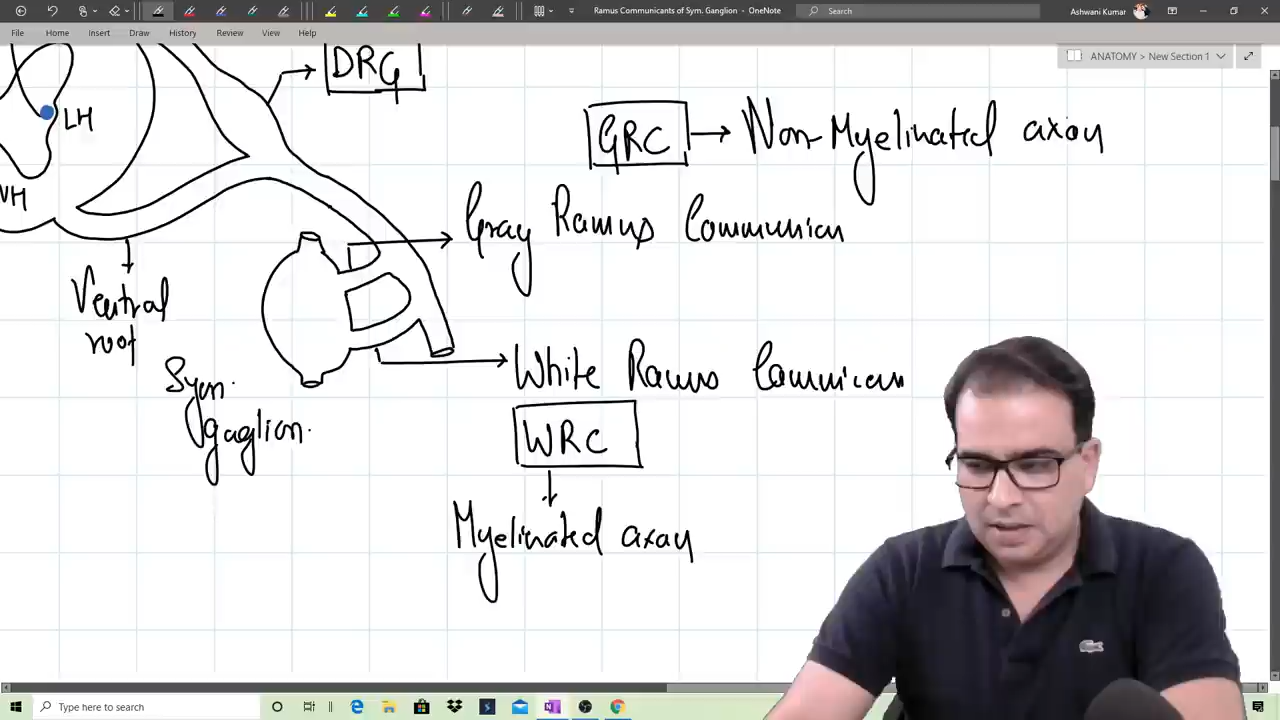 Ramus Communicants of Sym. Ganglion - OneNote
Search
Ashwani Kumar
File Home Insert Draw History Review View Help
ANATOMY > New Section 1
DRG
LH
VH
GRC → Non-Myelinated axon
Gray Ramus Communican
Ventral
root
Sym.
gaglion.
White Ramus
WRC
Myelinated axon
Type here to search